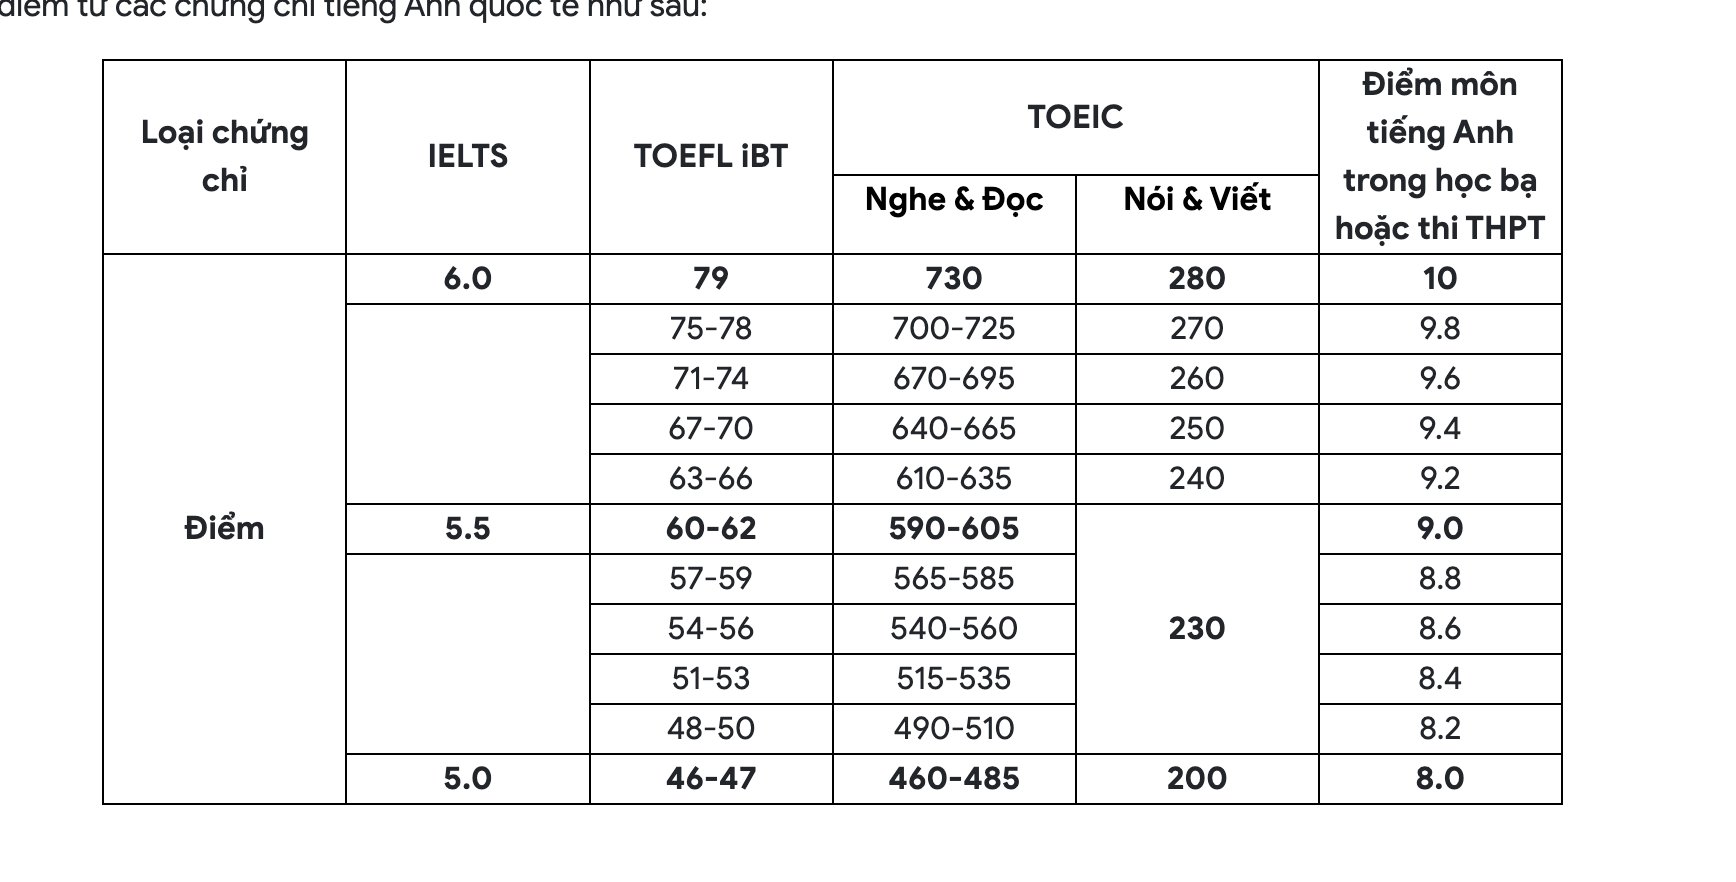 điểm từ các chứng chỉ tiếng Anh quốc tế như sau:
Loại chứng chỉ
IELTS
TOEFL iBT
TOEIC
Nghe & Đọc
Nói & Viết
Điểm môn
tiếng Anh
trong học bạ
hoặc thi THPT
Điểm
6.0 79 730 280 10
75-78 700-725 270 9.8
71-74 670-695 260 9.6
67-70 640-665 250 9.4
63-66 610-635 240 9.2
5.5 60-62 590-605 9.0
57-59 565-585 8.8
54-56 540-560 230 8.6
51-53 515-535 8.4
48-50 490-510 8.2
5.0 46-47 460-485 200 8.0